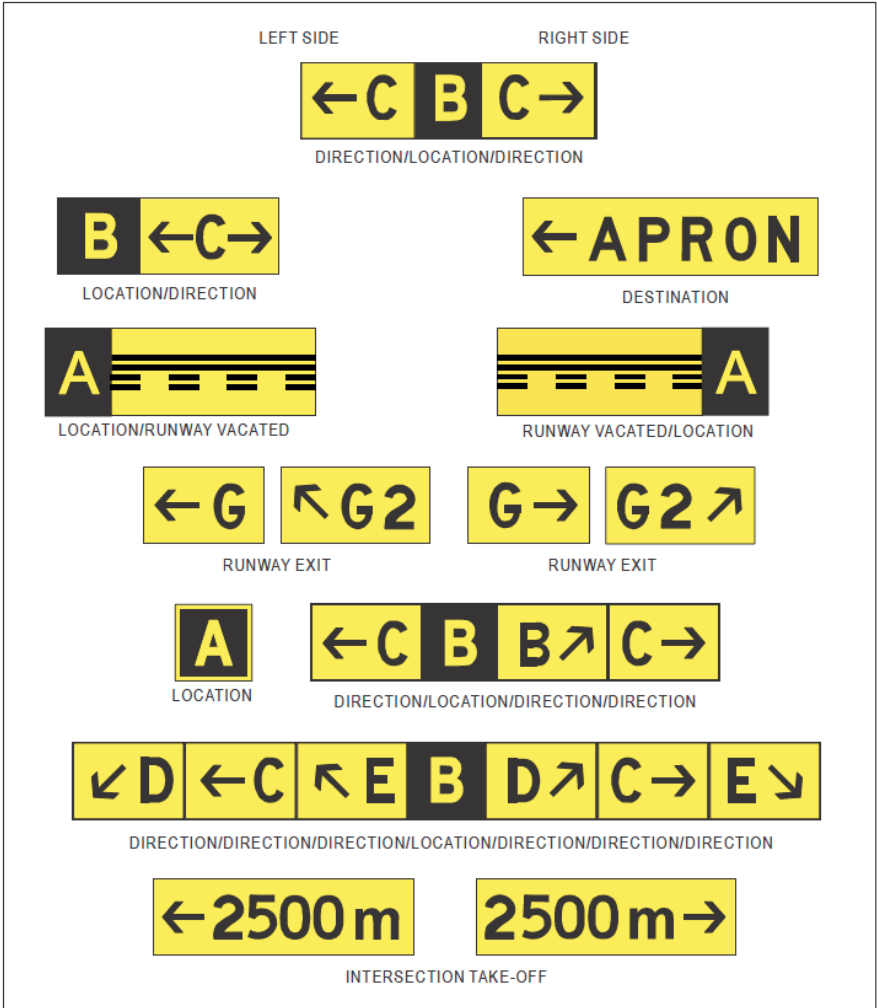 LEFT SIDE RIGHT SIDE
←C B C→
DIRECTION/LOCATION/DIRECTION
B ←C→ ←APRON
LOCATION/DIRECTION DESTINATION
A A
LOCATION/RUNWAY VACATED RUNWAY VACATED/LOCATION
←G ↖G2 G→ G2↗
RUNWAY EXIT RUNWAY EXIT
A ←C B B↗ C→
LOCATION DIRECTION/LOCATION/DIRECTION/DIRECTION
↙D ←C ↖E B D↗ C→ E↘
DIRECTION/DIRECTION/DIRECTION/LOCATION/DIRECTION/DIRECTION/DIRECTION
←2500 m 2500 m→
INTERSECTION TAKE-OFF